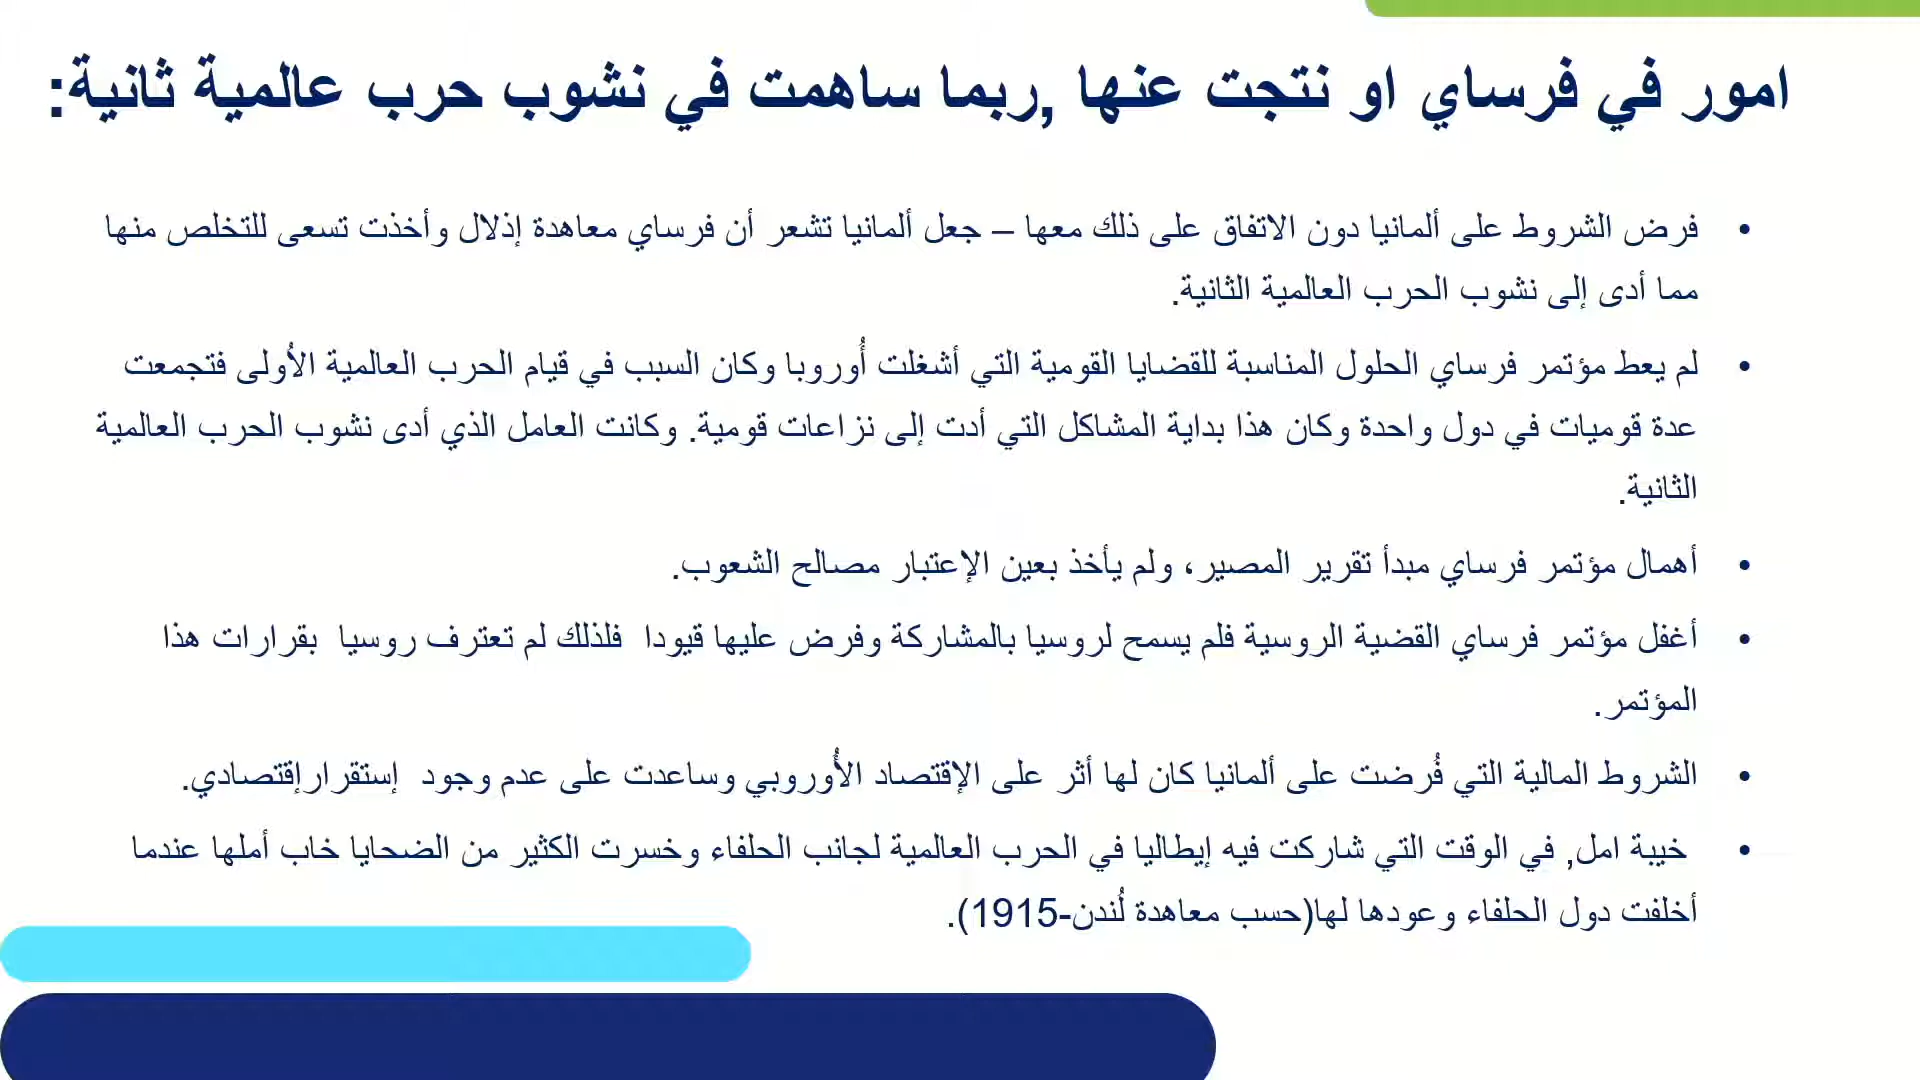 امور في فرساي او نتجت عنها ,ربما ساهمت في نشوب حرب عالمية ثانية:
• فرض الشروط على ألمانيا دون الاتفاق على ذلك معها – جعل ألمانيا تشعر أن فرساي معاهدة إذلال وأخذت تسعى للتخلص منها
مما أدى إلى نشوب الحرب العالمية الثانية.
• لم يعط مؤتمر فرساي الحلول المناسبة للقضايا القومية التي أشغلت أُوروبا وكان السبب في قيام الحرب العالمية الأولى فتجمعت
عدة قوميات في دول واحدة وكان هذا بداية المشاكل التي أدت إلى نزاعات قومية. وكانت العامل الذي أدى نشوب الحرب العالمية
الثانية.
• أهمال مؤتمر فرساي مبدأ تقرير المصير، ولم يأخذ بعين الإعتبار مصالح الشعوب.
• أغفل مؤتمر فرساي القضية الروسية فلم يسمح لروسيا بالمشاركة وفرض عليها قيودا فلذلك لم تعترف روسيا بقرارات هذا
المؤتمر.
• الشروط المالية التي فُرضت على ألمانيا كان لها أثر على الإقتصاد الأُوروبي وساعدت على عدم وجود إستقرارإقتصادي.
• خيبة امل, في الوقت التي شاركت فيه إيطاليا في الحرب العالمية لجانب الحلفاء وخسرت الكثير من الضحايا خاب أملها عندما
أخلفت دول الحلفاء وعودها لها(حسب معاهدة لُندن-1915).